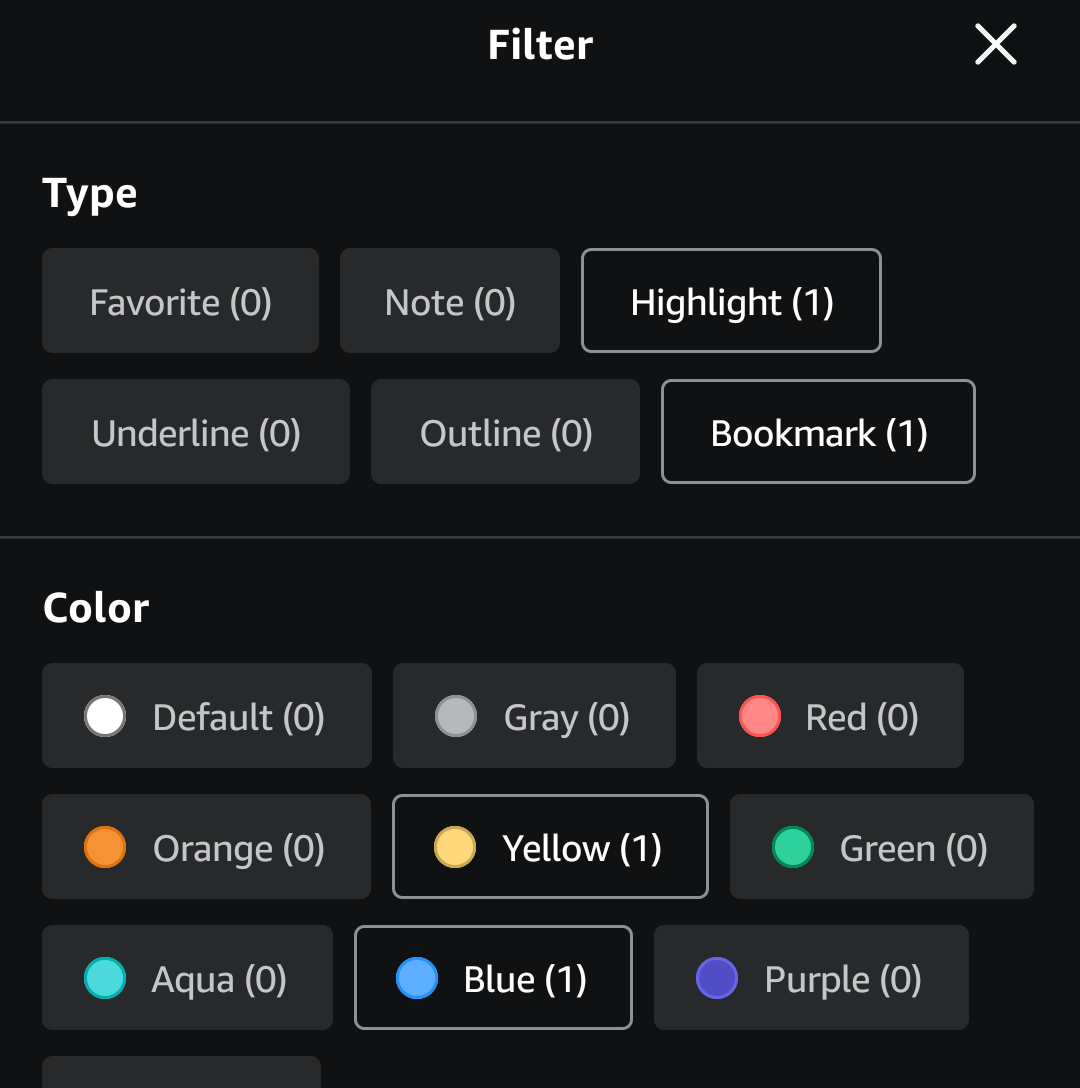 Filter
Type
Favorite (0) Note (0) Highlight (1)
Underline (0) Outline (0) Bookmark (1)
Color
Default (0) Gray (0) Red (0)
Orange (0) Yellow (1) Green (0)
Aqua (0) Blue (1) Purple (0)